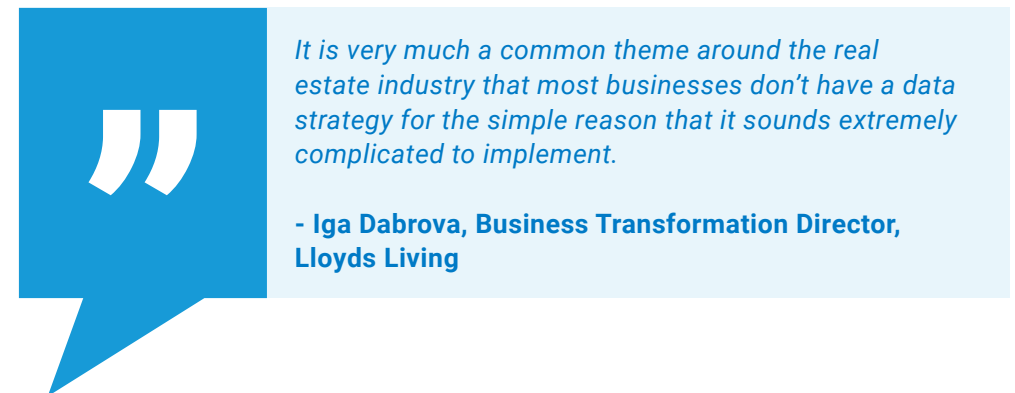 ”
It is very much a common theme around the real
estate industry that most businesses don’t have a data
strategy for the simple reason that it sounds extremely
complicated to implement.
- Iga Dabrova, Business Transformation Director,
Lloyds Living